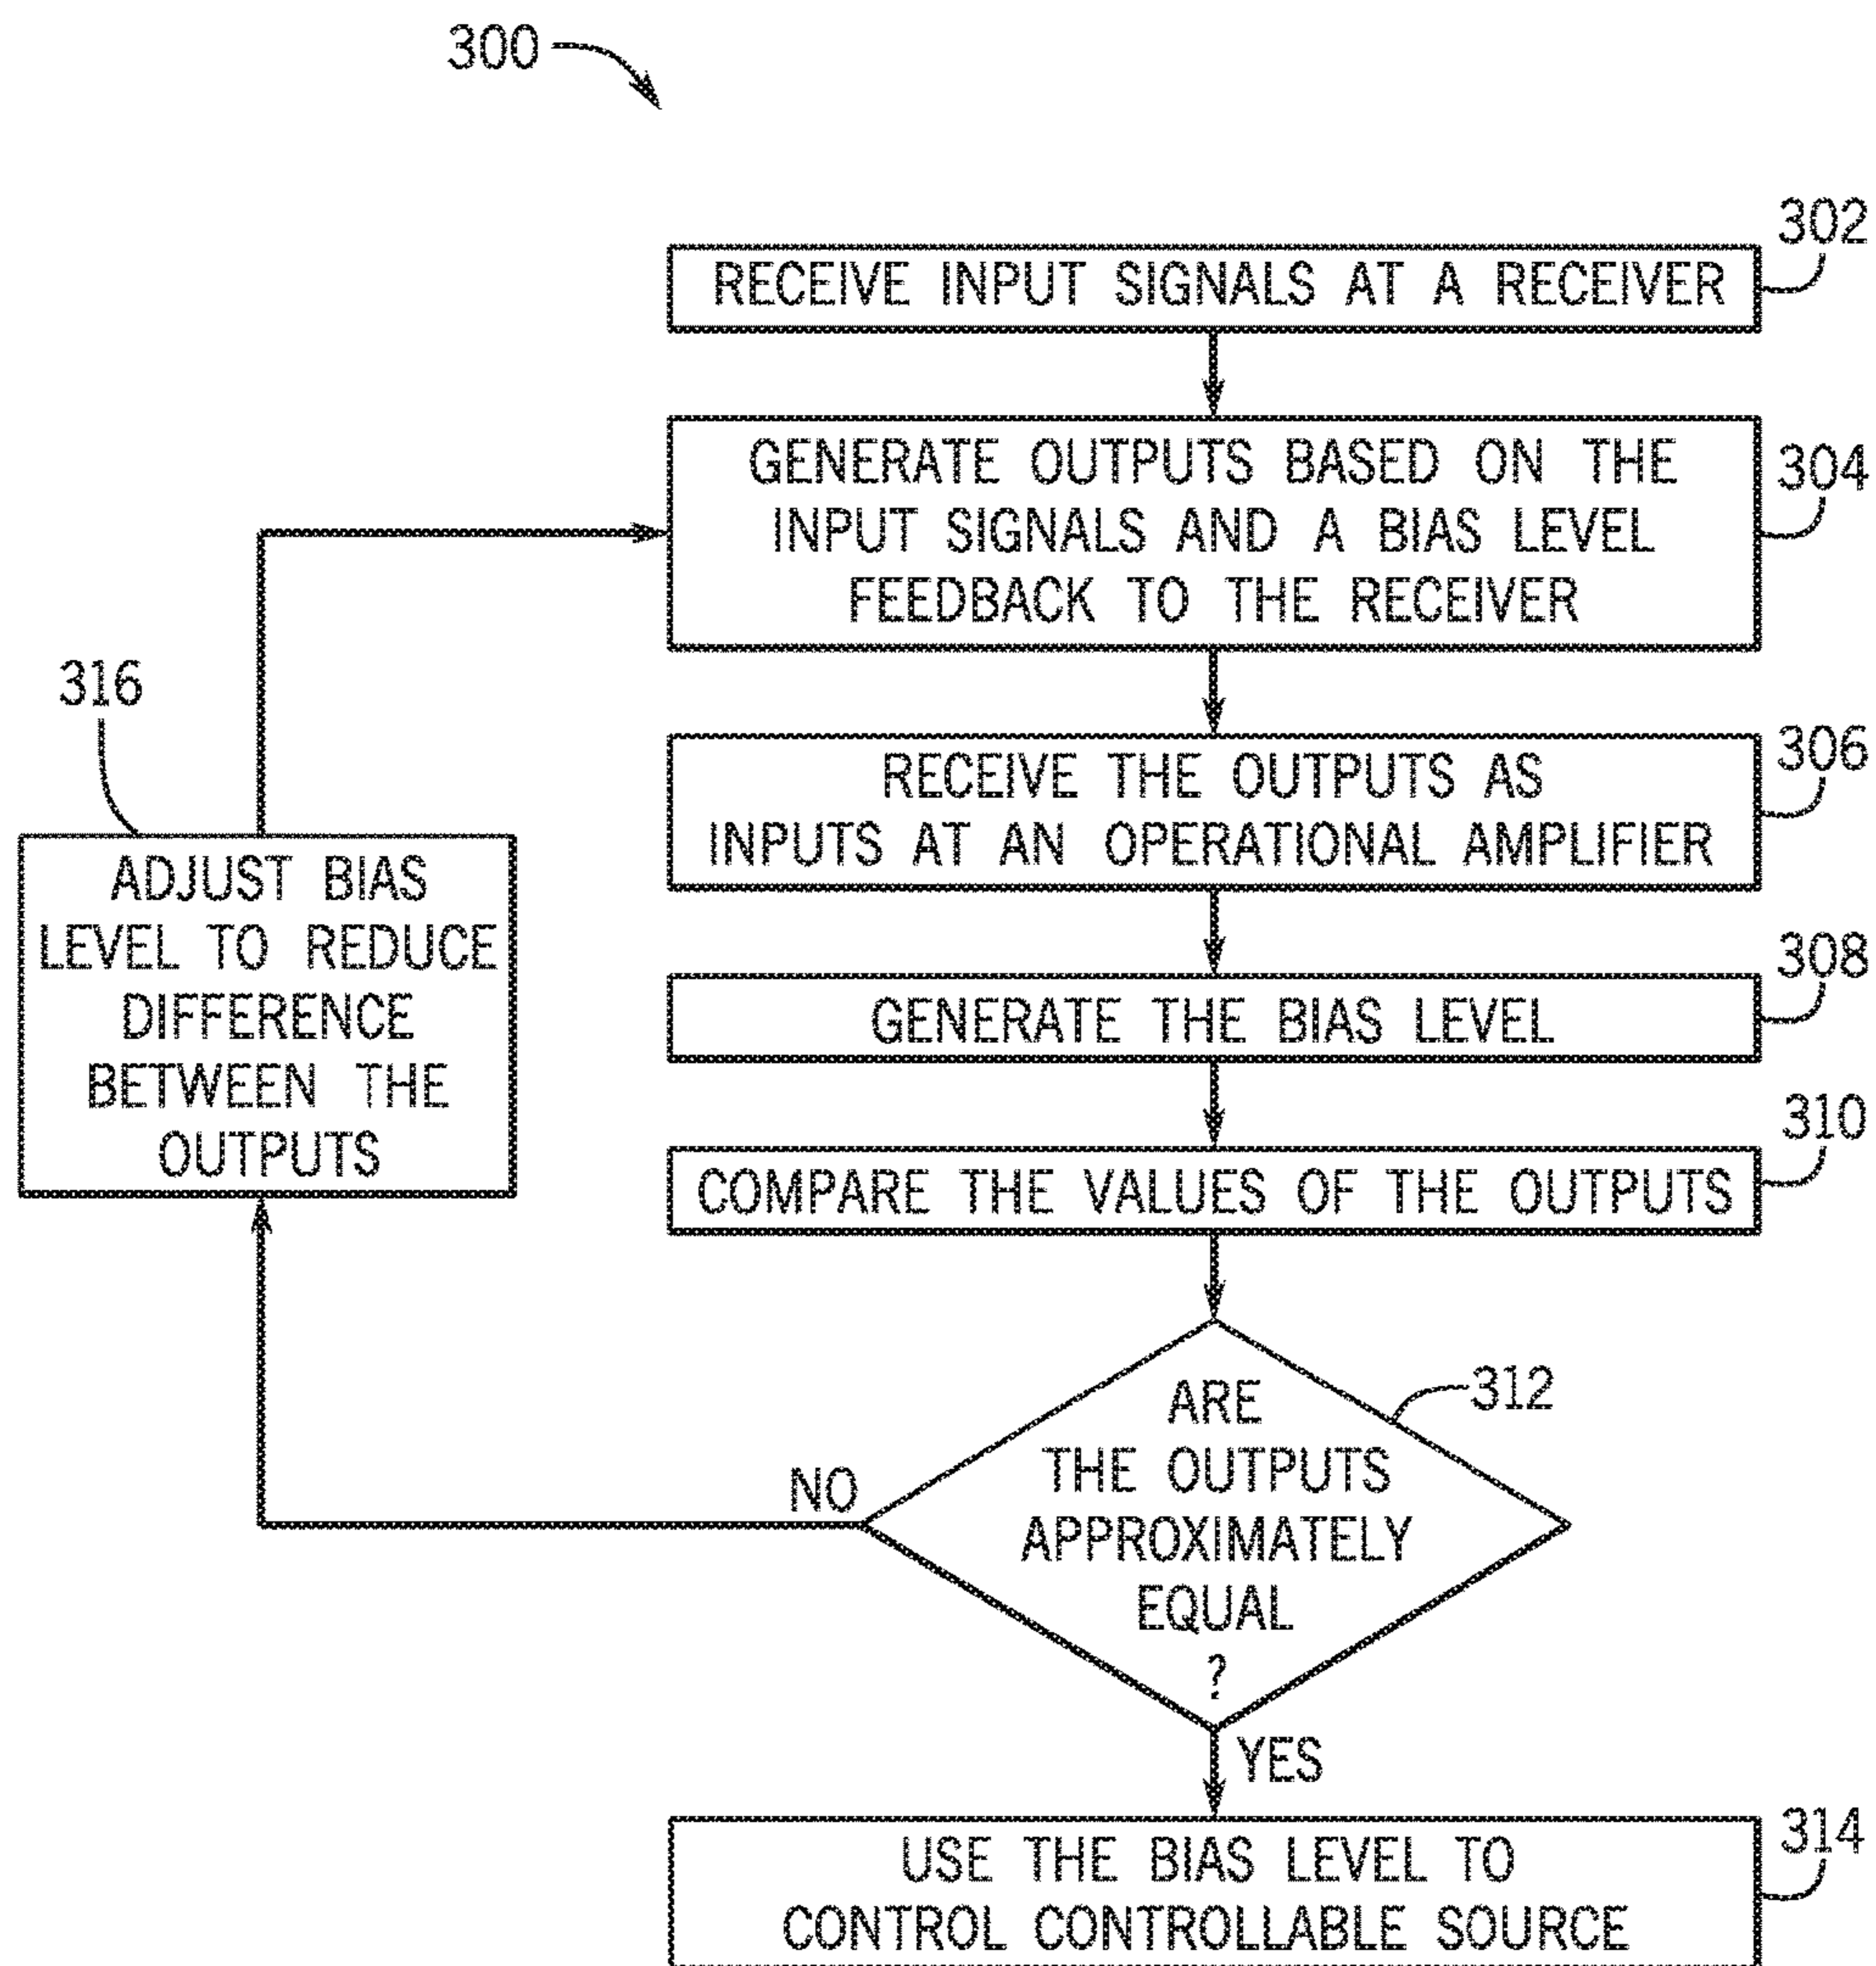 300
302
RECEIVE INPUT SIGNALS AT A RECEIVER
304
GENERATE OUTPUTS BASED ON THE
INPUT SIGNALS AND A BIAS LEVEL
FEEDBACK TO THE RECEIVER
306
RECEIVE THE OUTPUTS AS
INPUTS AT AN OPERATIONAL AMPLIFIER
308
GENERATE THE BIAS LEVEL
310
COMPARE THE VALUES OF THE OUTPUTS
312
ARE
THE OUTPUTS
APPROXIMATELY
EQUAL
?
NO
316
ADJUST BIAS
LEVEL TO REDUCE
DIFFERENCE
BETWEEN THE
OUTPUTS
YES
314
USE THE BIAS LEVEL TO
CONTROL CONTROLLABLE SOURCE